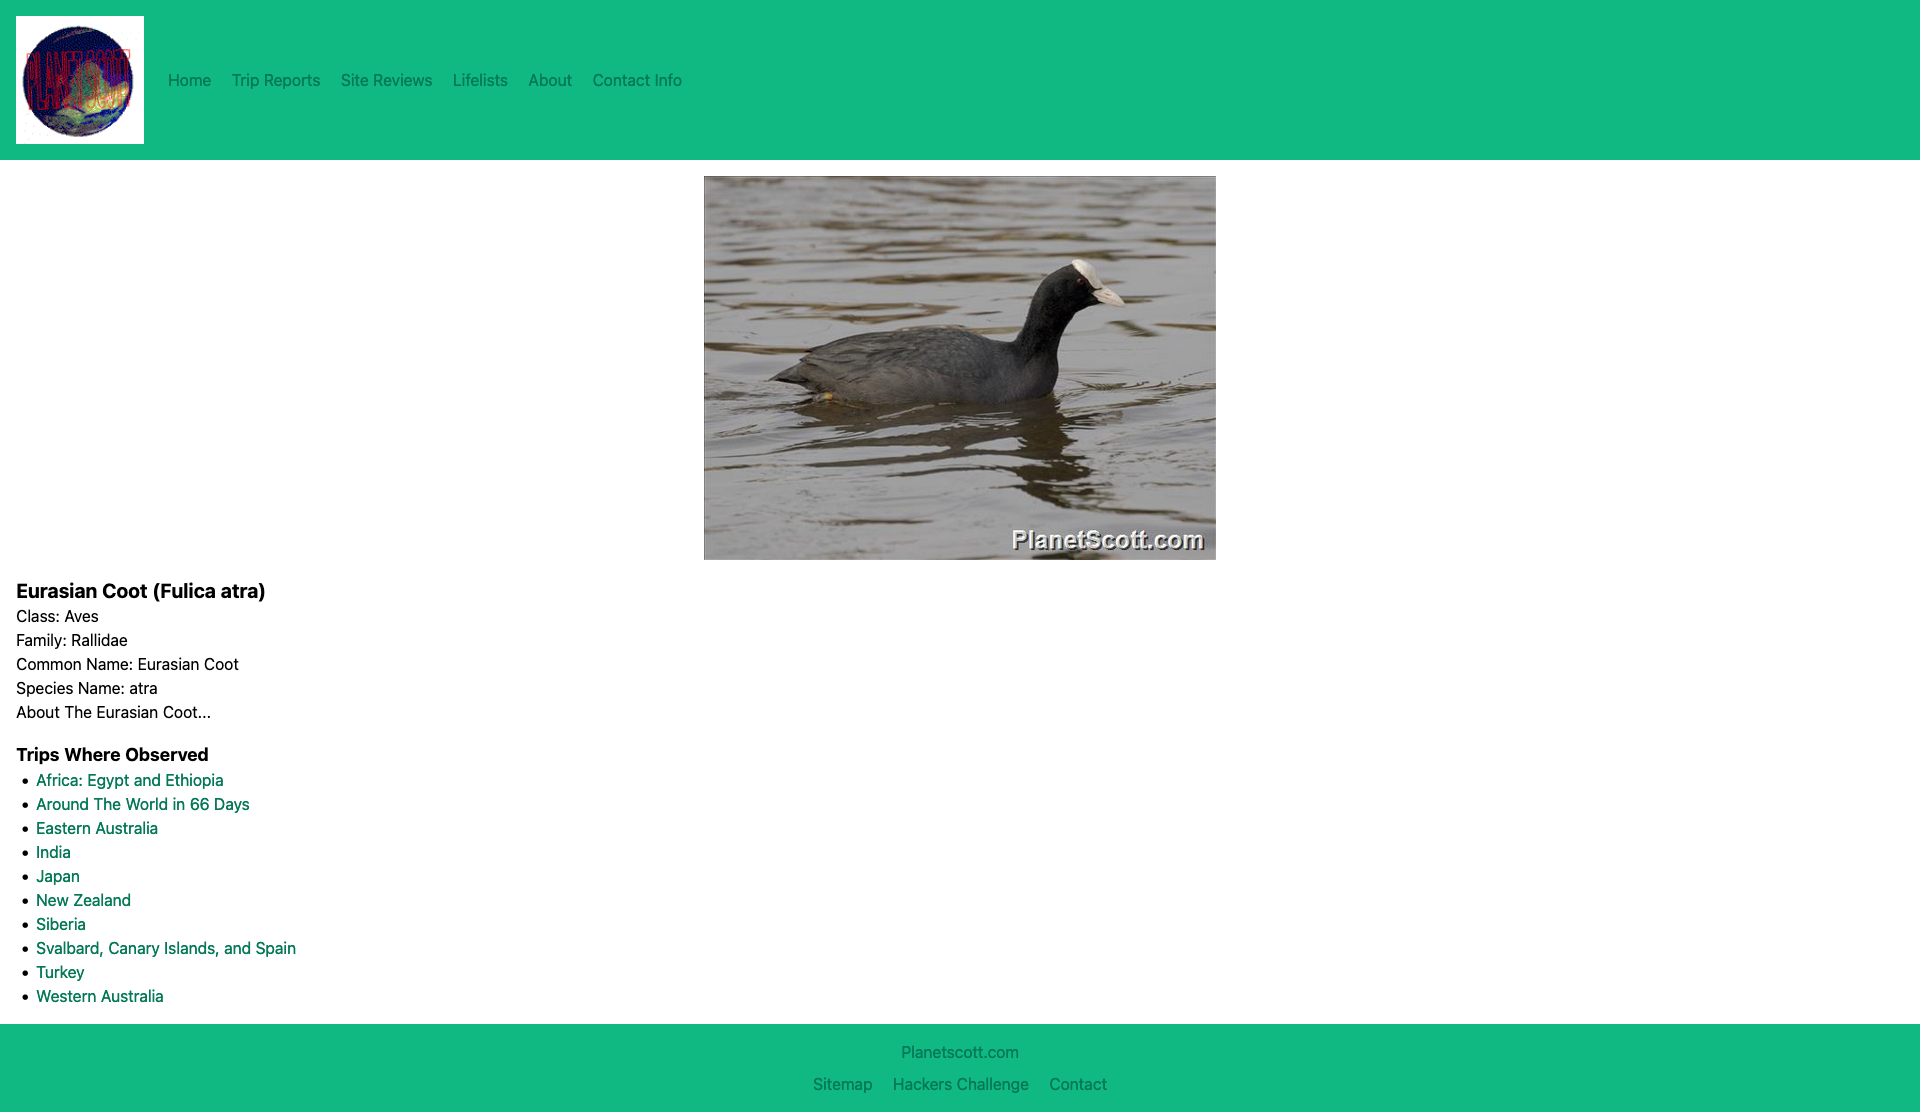 PLANET SCOTT
Home Trip Reports Site Reviews Lifelists About Contact Info
PlanetScott.com
Eurasian Coot (Fulica atra)
Class: Aves
Family: Rallidae
Common Name: Eurasian Coot
Species Name: atra
About The Eurasian Coot...
Trips Where Observed
• Africa: Egypt and Ethiopia
• Around The World in 66 Days
• Eastern Australia
• India
• Japan
• New Zealand
• Siberia
• Svalbard, Canary Islands, and Spain
• Turkey
• Western Australia
Planetscott.com
Sitemap Hackers Challenge Contact